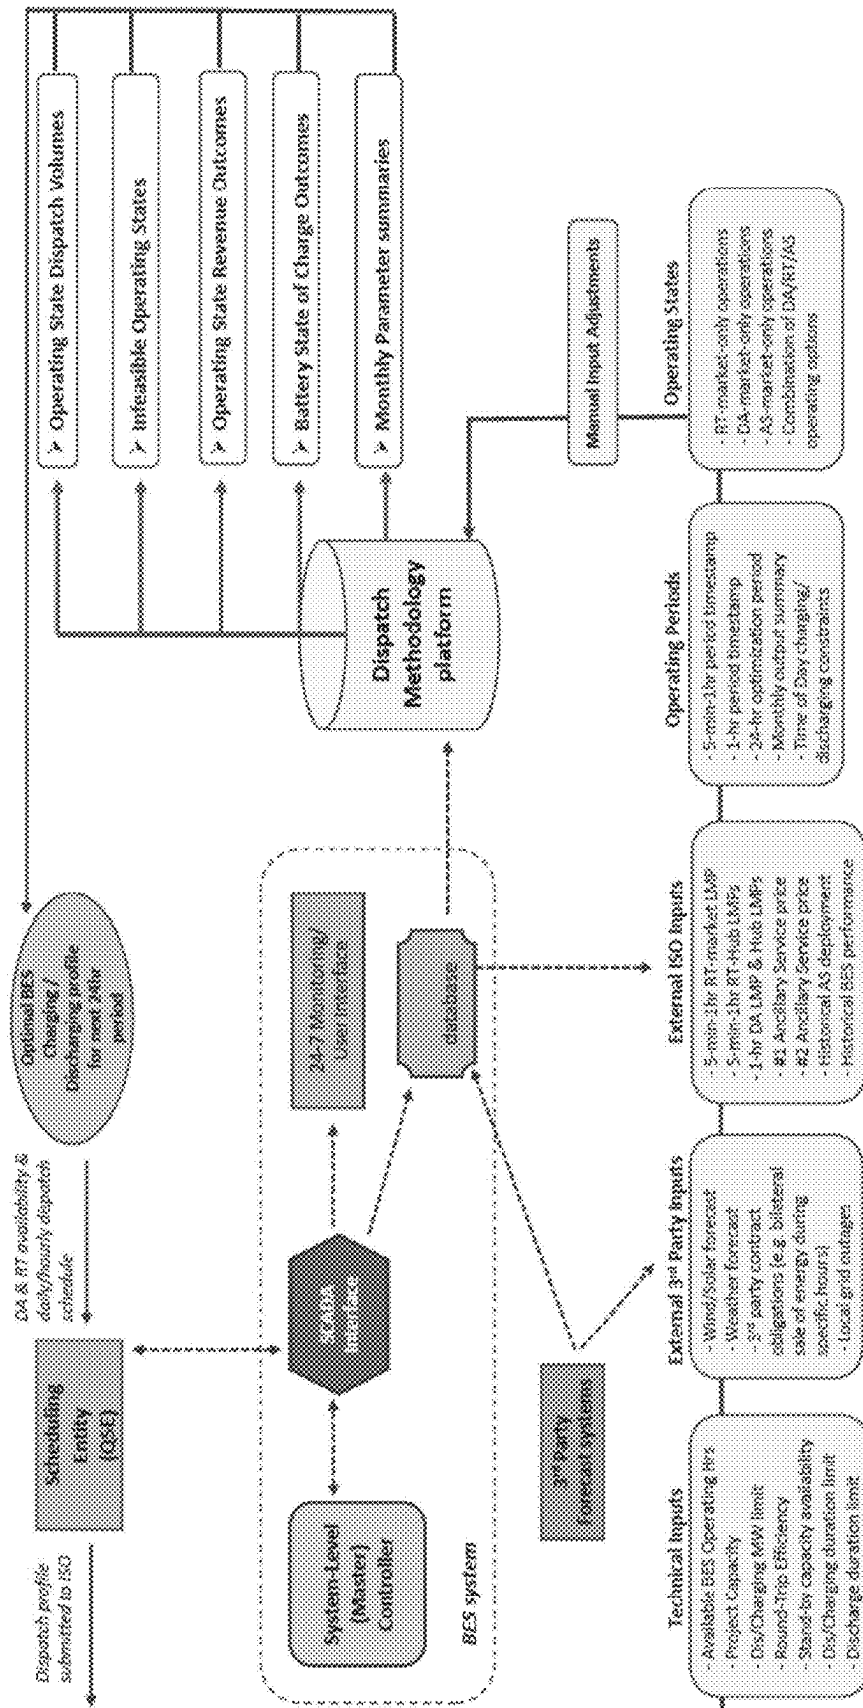 Dispatch profile
submitted to ISO
Scheduling
Entity
(QSE)
DA & RT availability &
daily/hourly dispatch
schedule
Optimal BES
Charging /
Discharging profile
for next 24hr
period
➢ Operating State Dispatch Volumes
➢ Infeasible Operating States
➢ Operating State Revenue Outcomes
➢ Battery State of Charge Outcomes
➢ Monthly Parameter summaries
System-Level
(Master)
Controller
SCADA
Interface
24-7 Monitoring/
User Interface
database
BES system
Dispatch
Methodology
platform
3rd Party
Forecast systems
Manual Input Adjustments
Technical Inputs
- Available BES Operating Hrs
- Project Capacity
- Dis/Charging MW limit
- Round-Trip Efficiency
- Stand-by capacity availability
- Dis/Charging duration limit
- Discharge duration limit
External 3rd Party Inputs
- Wind/Solar forecast
- Weather forecast
- 3rd party contract
obligations (e.g. bilateral
sale of energy during
specific hours)
- Local grid outages
External ISO Inputs
- 5-min-1hr RT-market LMP
- 5-min-1hr RT-Hub LMPs
- 1-hr DA LMP & Hub LMPs
- #1 Ancillary Service price
- #2 Ancillary Service price
- Historical AS deployment
- Historical BES performance
Operating Periods
- 5-min-1hr period timestamp
- 1-hr period timestamp
- 24-hr optimization period
- Monthly output summary
- Time of Day charging/
discharging constraints
Operating States
- RT-market-only operations
- DA-market-only operations
- AS-market-only operations
- Combination of DA/RT/AS
operating options